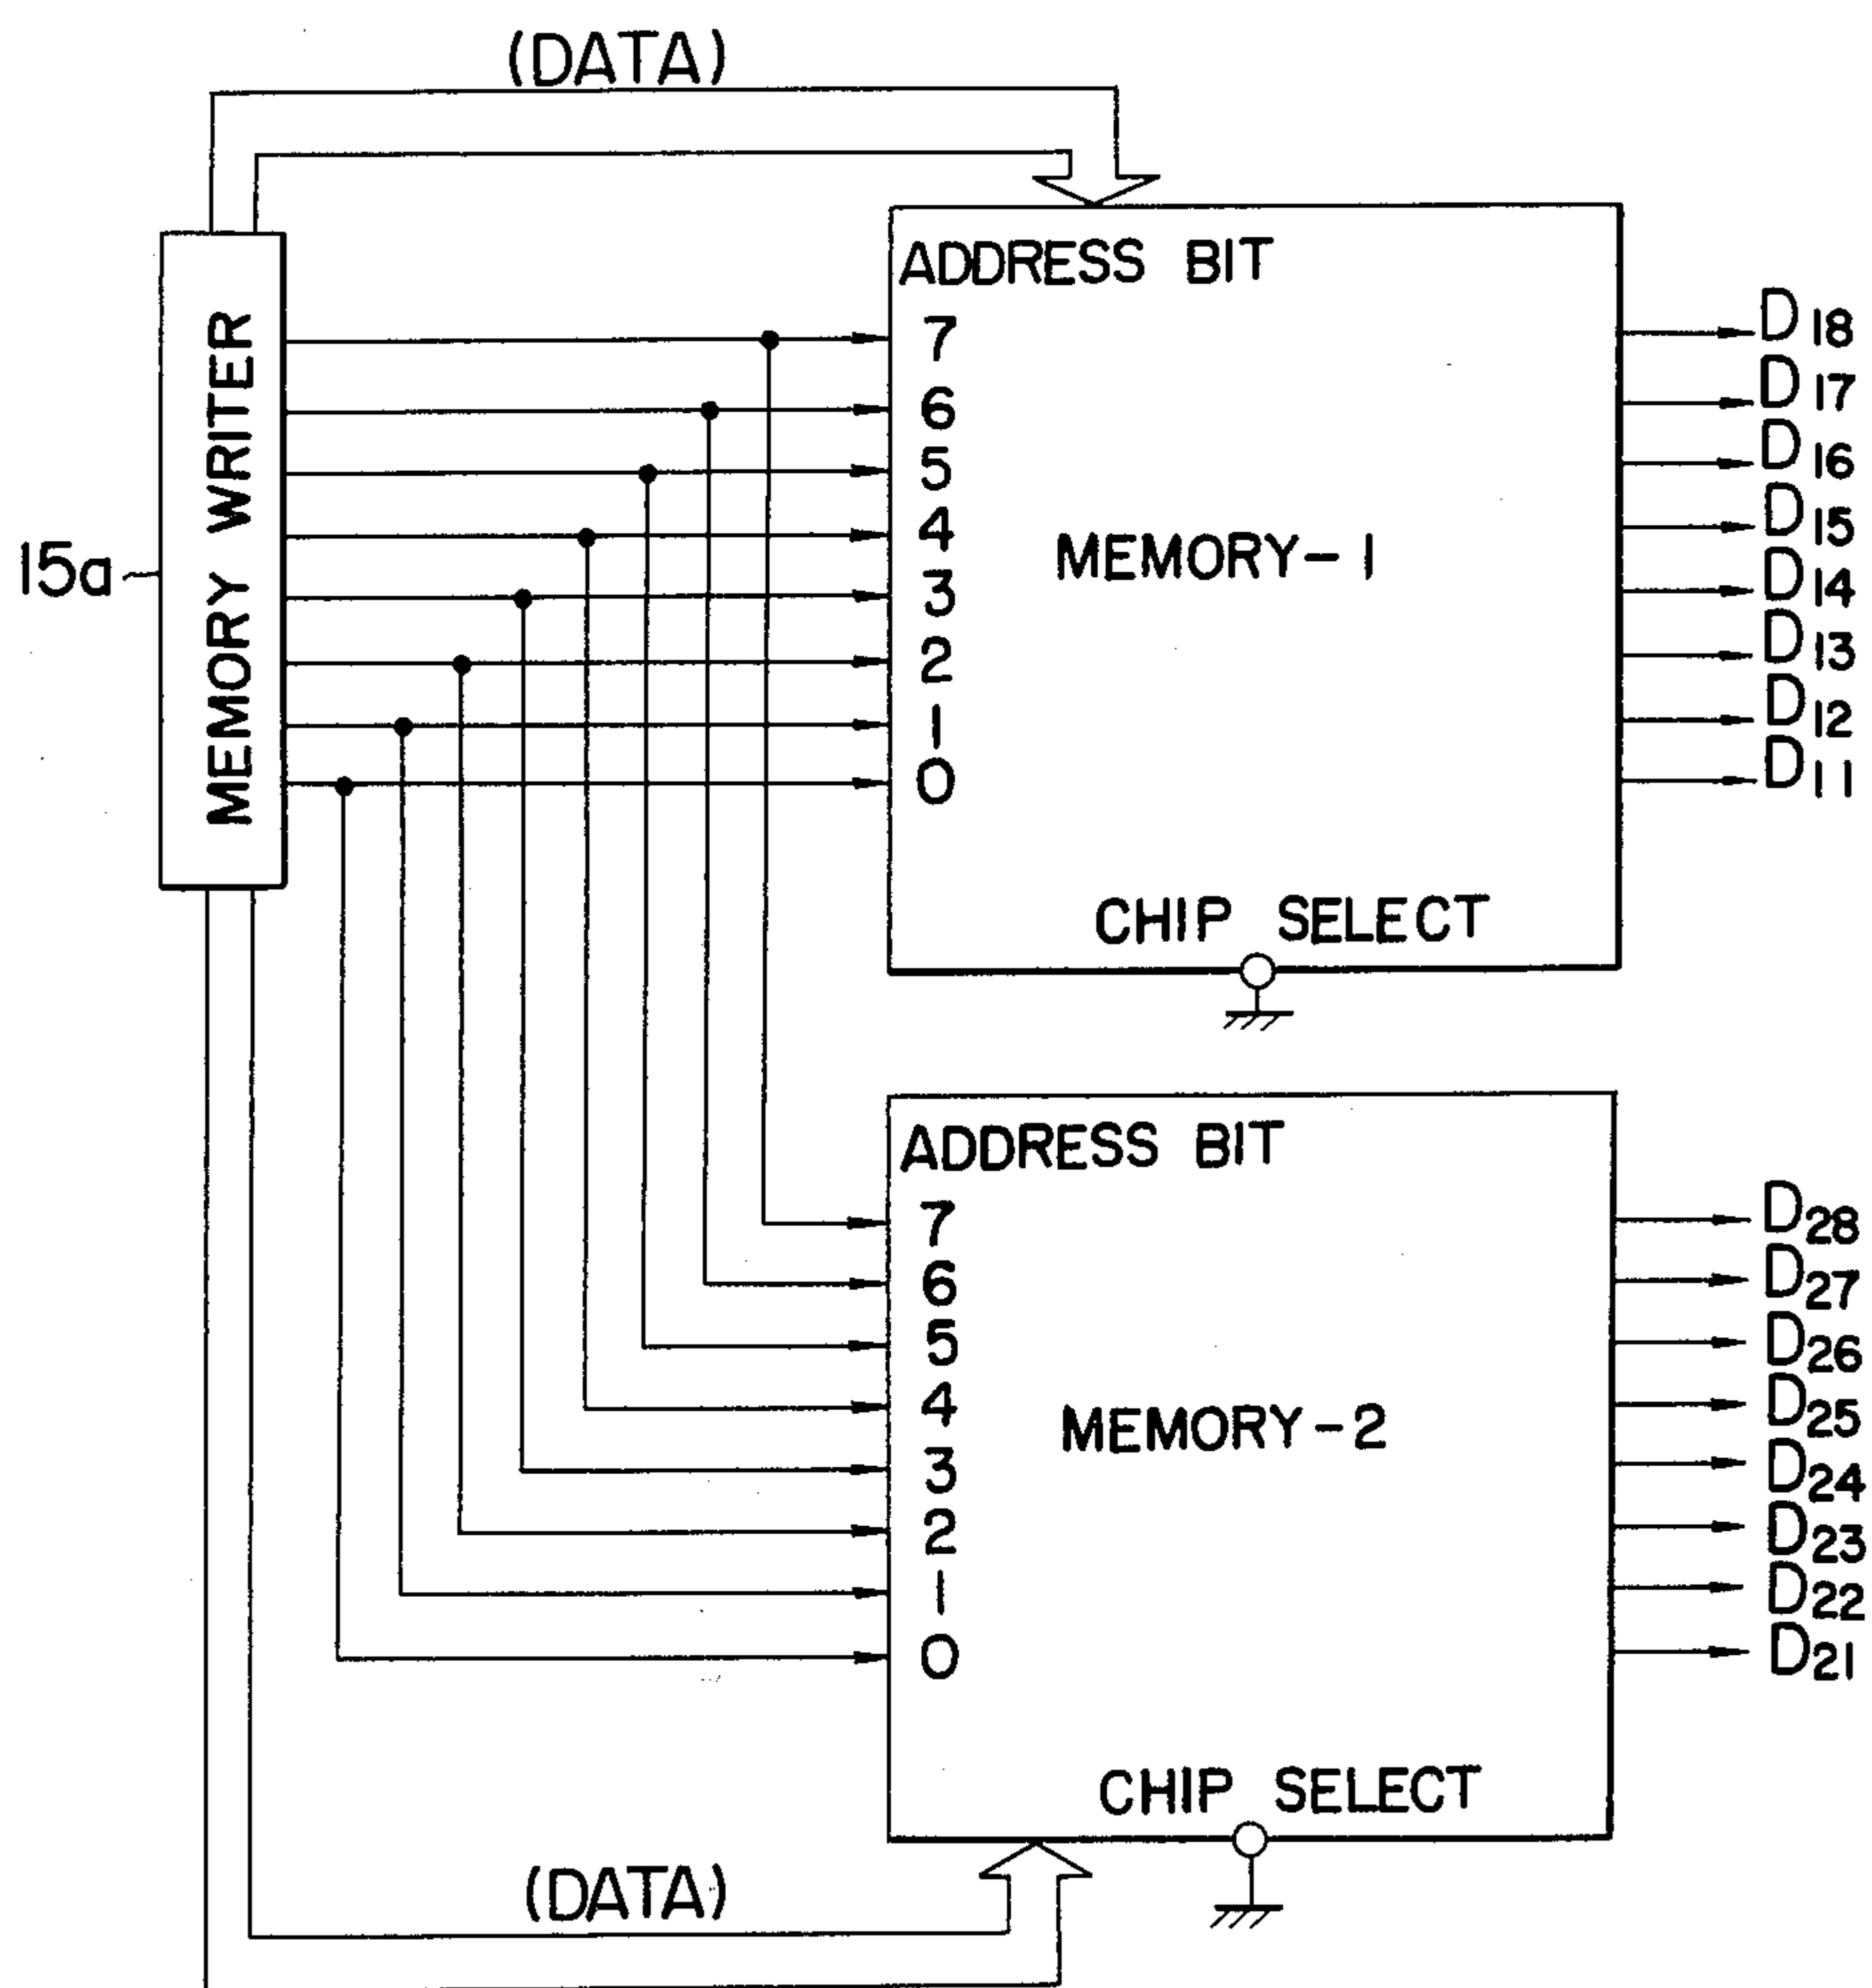 (DATA)
15a
MEMORY WRITER
ADDRESS BIT
7
6
5
4
3
2
1
0
MEMORY-1
CHIP SELECT
D18
D17
D16
D15
D14
D13
D12
D11
ADDRESS BIT
7
6
5
4
3
2
1
0
MEMORY-2
CHIP SELECT
D28
D27
D26
D25
D24
D23
D22
D21
(DATA)